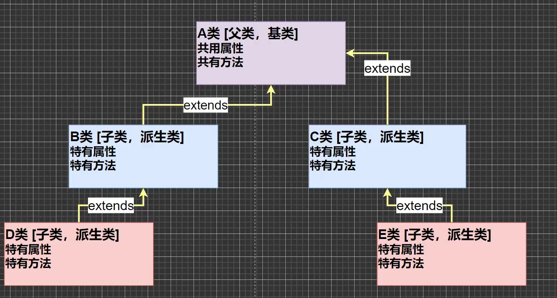 A类 [父类，基类]
共用属性
共有方法
extends
extends
B类 [子类，派生类]
特有属性
特有方法
C类 [子类，派生类]
特有属性
特有方法
extends
extends
D类 [子类，派生类]
特有属性
特有方法
E类 [子类，派生类]
特有属性
特有方法